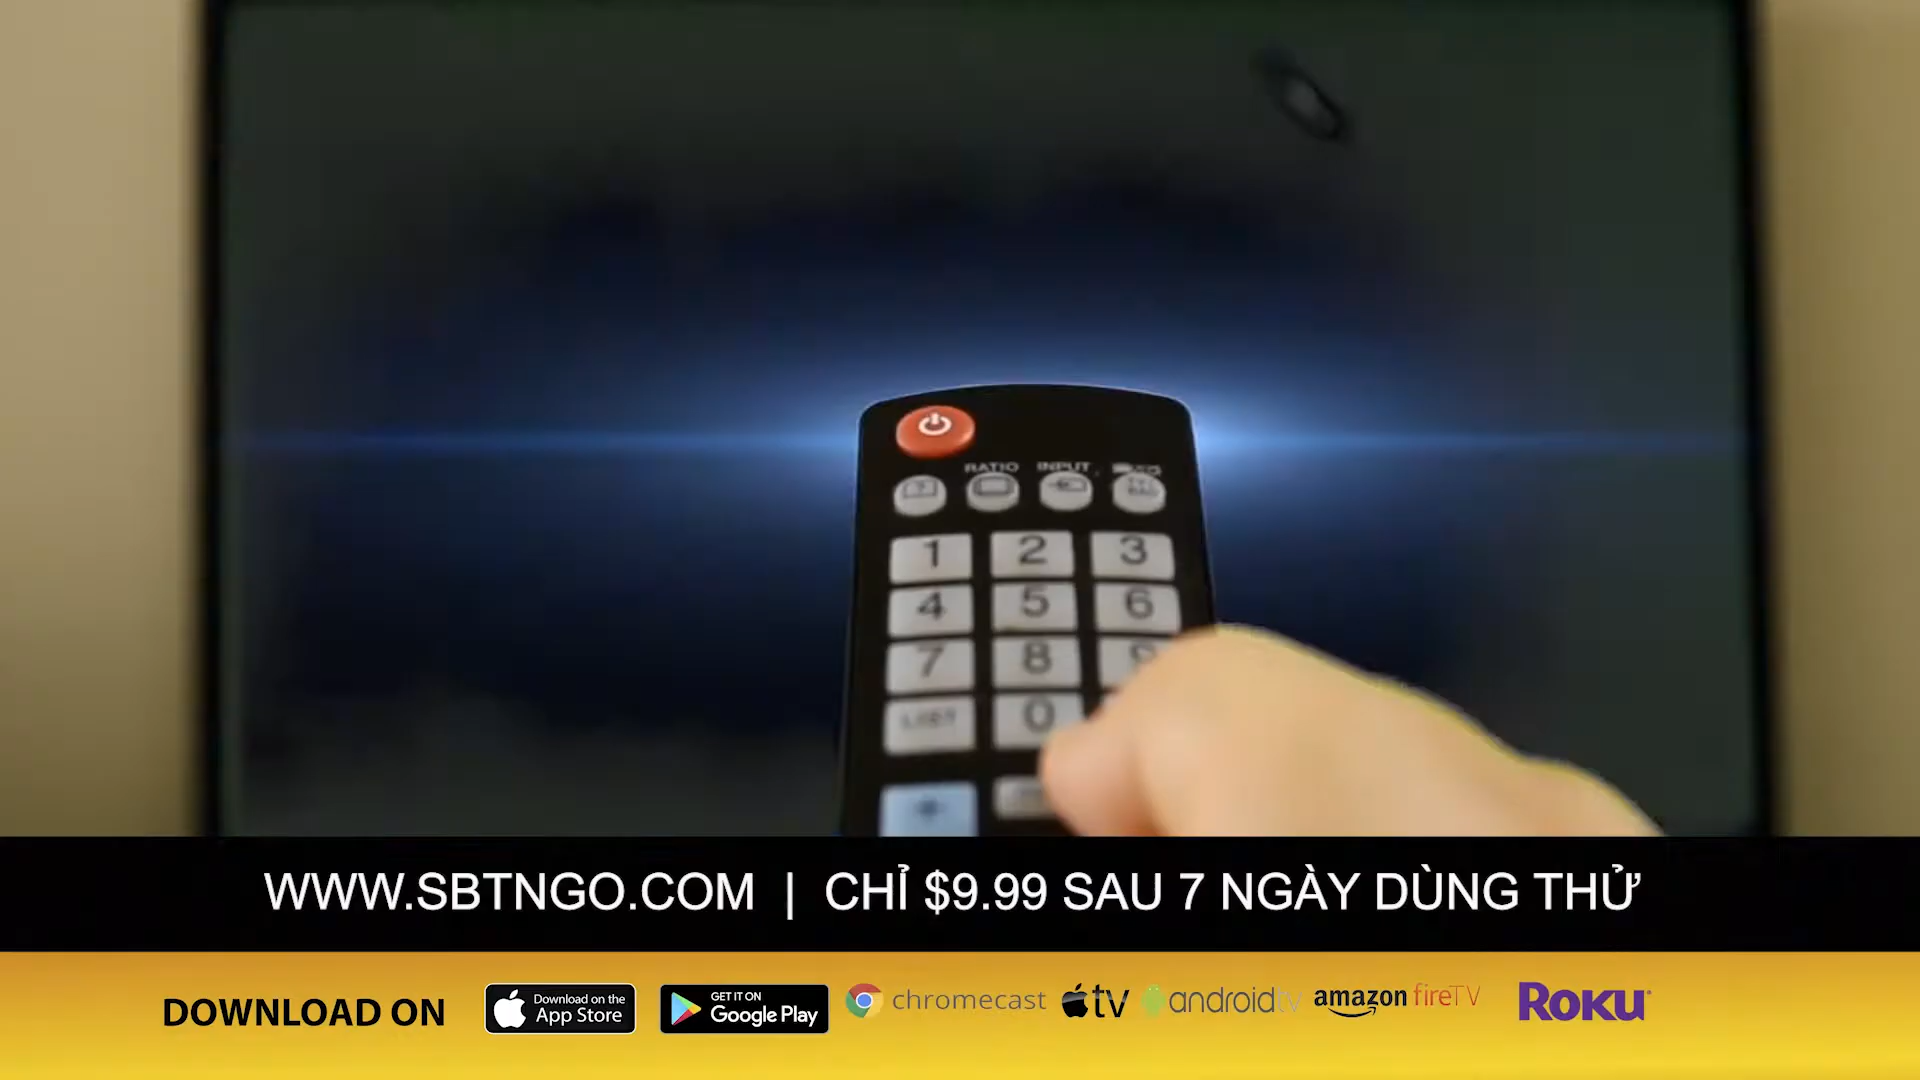 RATIO INPUT
1 2 3
4 5 6
7 8 9
LIST 0
WWW.SBTNGO.COM | CHỈ $9.99 SAU 7 NGÀY DÙNG THỬ
DOWNLOAD ON
Download on the
App Store
GET IT ON
Google Play
chromecast
tv
androidtv
amazon fireTV
ROKU